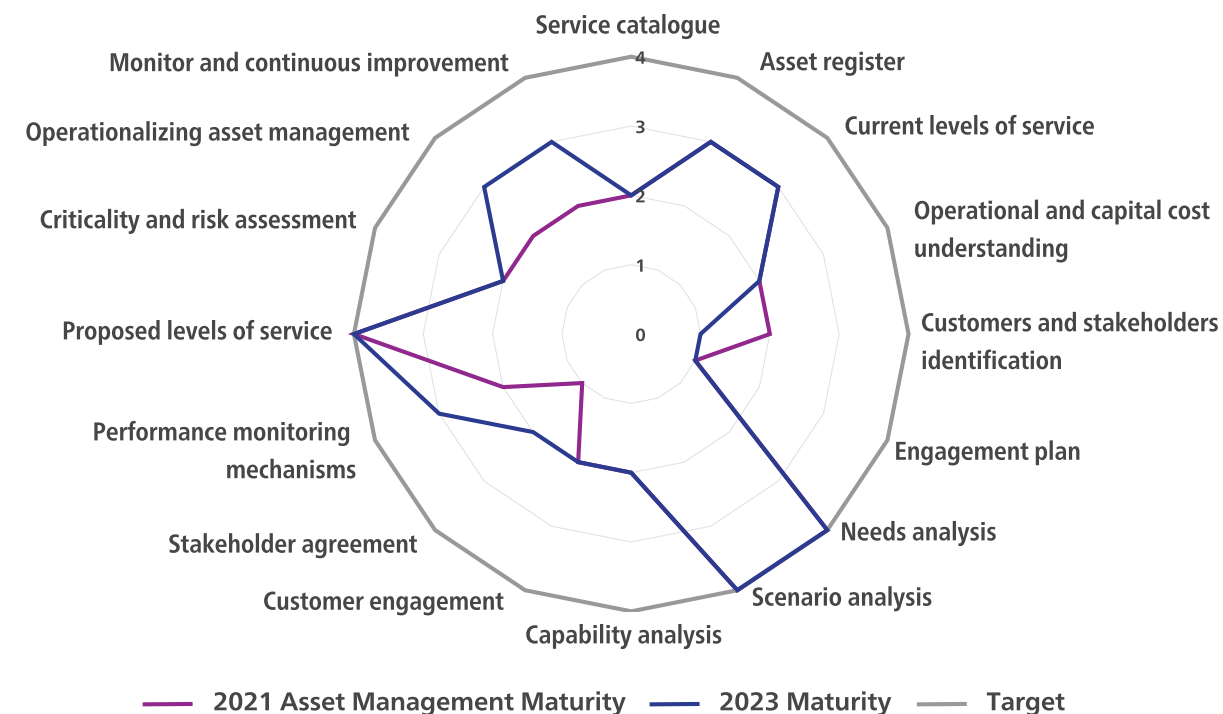 Service catalogue
Monitor and continuous improvement
Asset register
4
Operationalizing asset management
Current levels of service
3
Criticality and risk assessment
Operational and capital cost
understanding
2
1
Proposed levels of service
0
Customers and stakeholders
identification
Performance monitoring
mechanisms
Engagement plan
Stakeholder agreement
Needs analysis
Customer engagement
Scenario analysis
Capability analysis
2021 Asset Management Maturity
2023 Maturity
Target